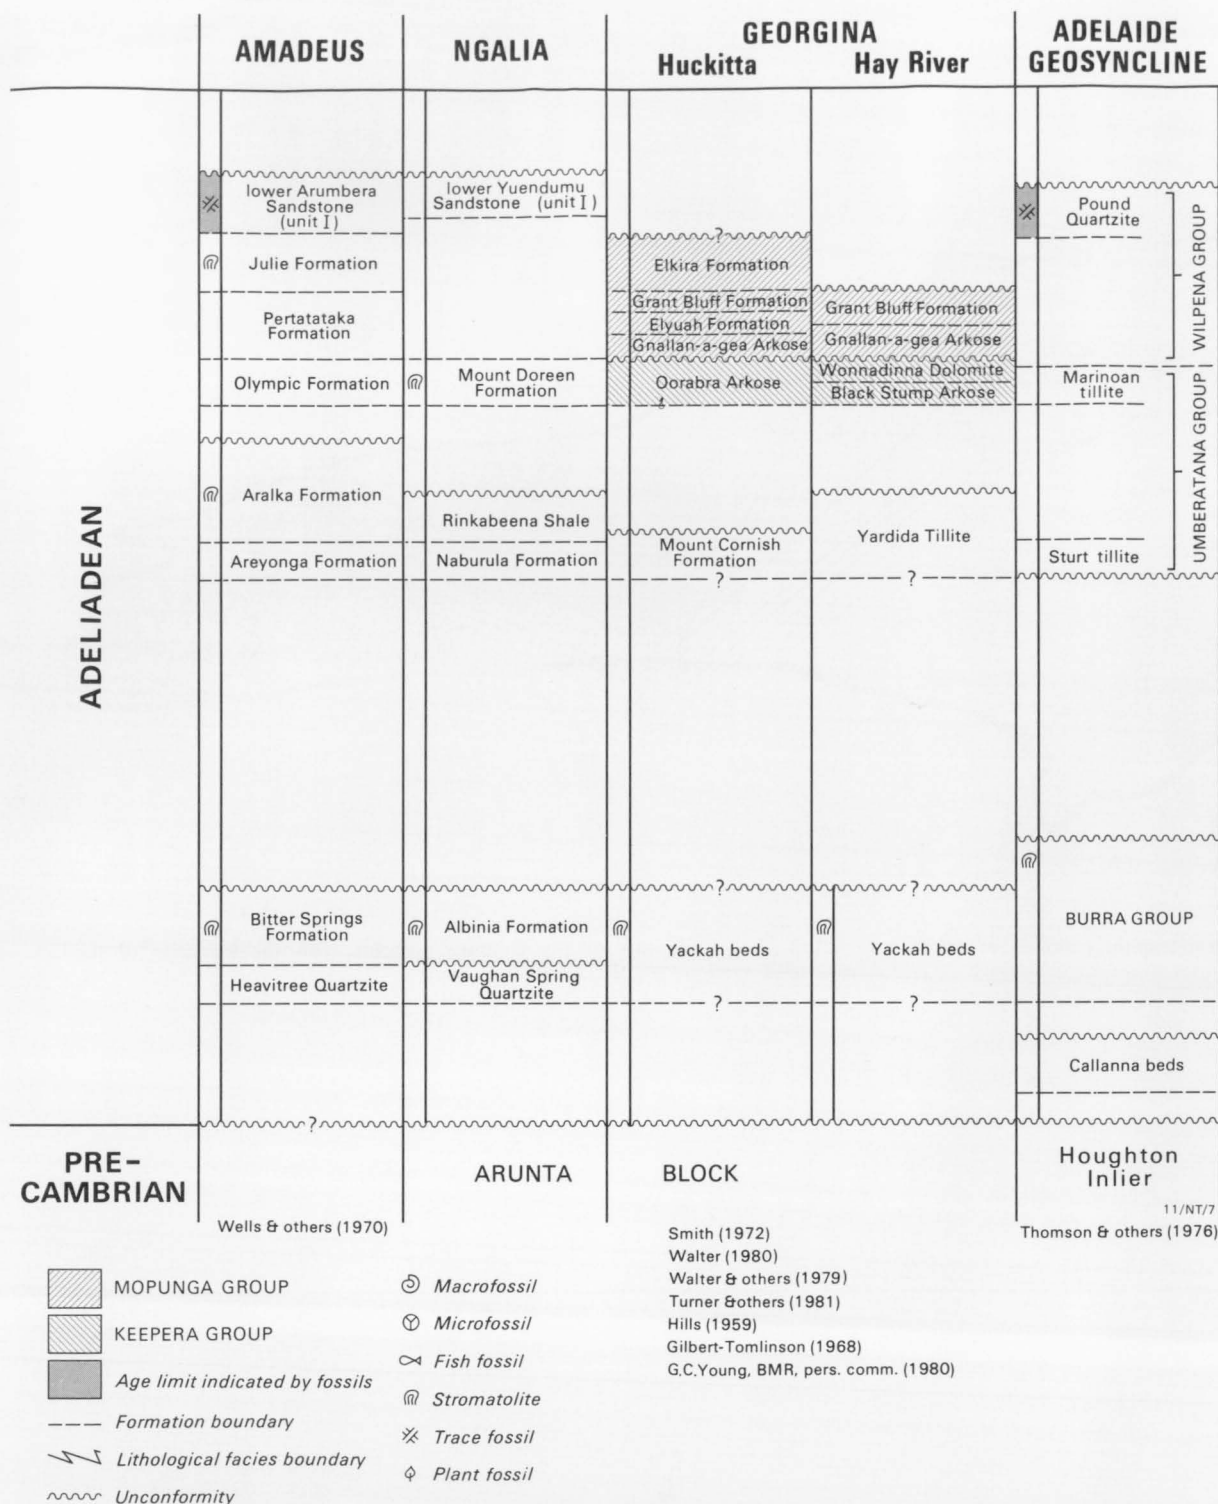 AMADEUS
NGALIA
GEORGINA
Huckitta
Hay River
ADELAIDE
GEOSYNCLINE
ADELIADEAN
lower Arumbera
Sandstone
(unit I)
Julie Formation
Pertatataka
Formation
Olympic Formation
Aralka Formation
Areyonga Formation
Bitter Springs
Formation
Heavitree Quartzite
?
lower Yuendumu
Sandstone (unit I)
Mount Doreen
Formation
Rinkabeena Shale
Naburula Formation
Albinia Formation
Vaughan Spring
Quartzite
?
Elkira Formation
Grant Bluff Formation
Elyuah Formation
Gnallan-a-gea Arkose
Oorabra Arkose
Mount Cornish
Formation
?
?
Yackah beds
?
Grant Bluff Formation
Gnallan-a-gea Arkose
Wonnadinna Dolomite
Black Stump Arkose
Yardida Tillite
?
?
Yackah beds
?
Pound
Quartzite
WILPENA GROUP
Marinoan
tillite
UMBERATANA GROUP
Sturt tillite
BURRA GROUP
Callanna beds
PRE-
CAMBRIAN
ARUNTA
BLOCK
Houghton
Inlier
11/NT/7
Wells & others (1970)
Smith (1972)
Walter (1980)
Walter & others (1979)
Turner &others (1981)
Hills (1959)
Gilbert-Tomlinson (1968)
G.C.Young, BMR, pers. comm. (1980)
Thomson & others (1976)
MOPUNGA GROUP
KEEPERA GROUP
Age limit indicated by fossils
Formation boundary
Lithological facies boundary
Unconformity
Macrofossil
Microfossil
Fish fossil
Stromatolite
Trace fossil
Plant fossil